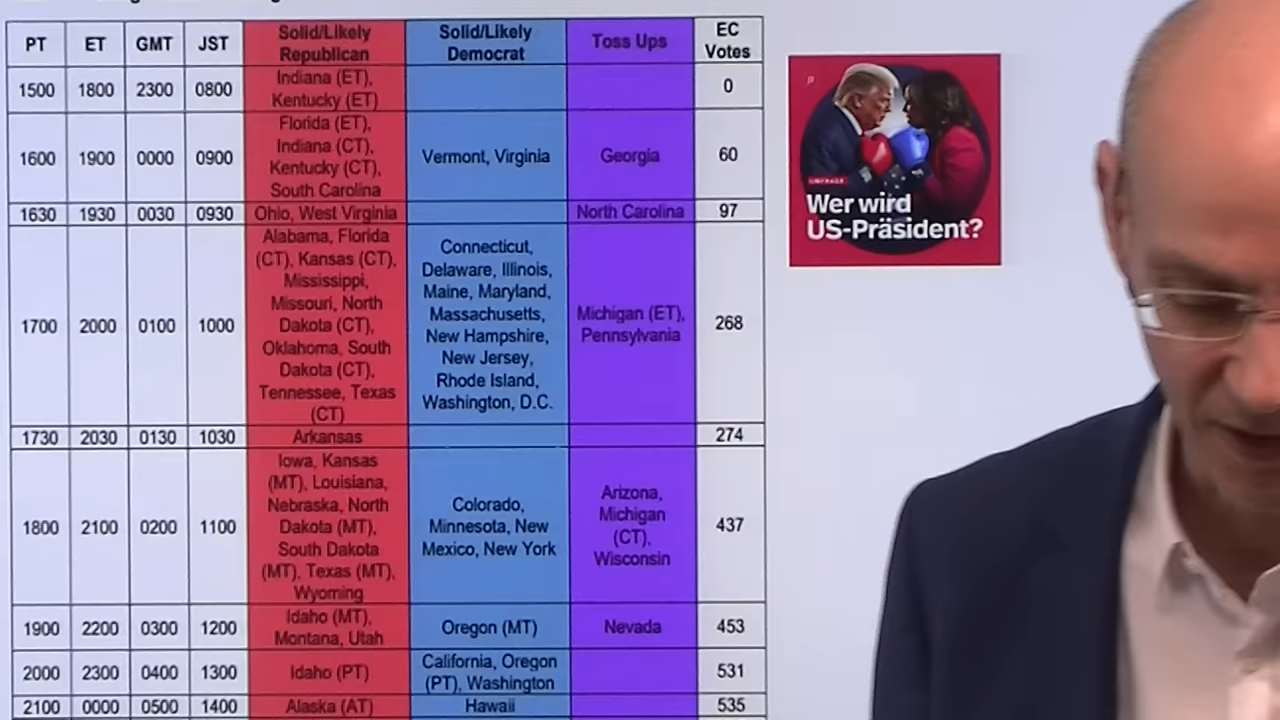 PT ET GMT JST Solid/Likely Republican Solid/Likely Democrat Toss Ups EC Votes
1500 1800 2300 0800 Indiana (ET), Kentucky (ET) 0
1600 1900 0000 0900 Florida (ET), Indiana (CT), Kentucky (CT), South Carolina Vermont, Virginia Georgia 60
1630 1930 0030 0930 Ohio, West Virginia North Carolina 97
1700 2000 0100 1000 Alabama, Florida (CT), Kansas (CT), Mississippi, Missouri, North Dakota (CT), Oklahoma, South Dakota (CT), Tennessee, Texas (CT) Connecticut, Delaware, Illinois, Maine, Maryland, Massachusetts, New Hampshire, New Jersey, Rhode Island, Washington, D.C. Michigan (ET), Pennsylvania 268
1730 2030 0130 1030 Arkansas 274
1800 2100 0200 1100 Iowa, Kansas (MT), Louisiana, Nebraska, North Dakota (MT), South Dakota (MT), Texas (MT), Wyoming Colorado, Minnesota, New Mexico, New York Arizona, Michigan (CT), Wisconsin 437
1900 2200 0300 1200 Idaho (MT), Montana, Utah Oregon (MT) Nevada 453
2000 2300 0400 1300 Idaho (PT) California, Oregon (PT), Washington 531
2100 0000 0500 1400 Alaska (AT) Hawaii 535
UMFRAGE
Wer wird
US-Präsident?